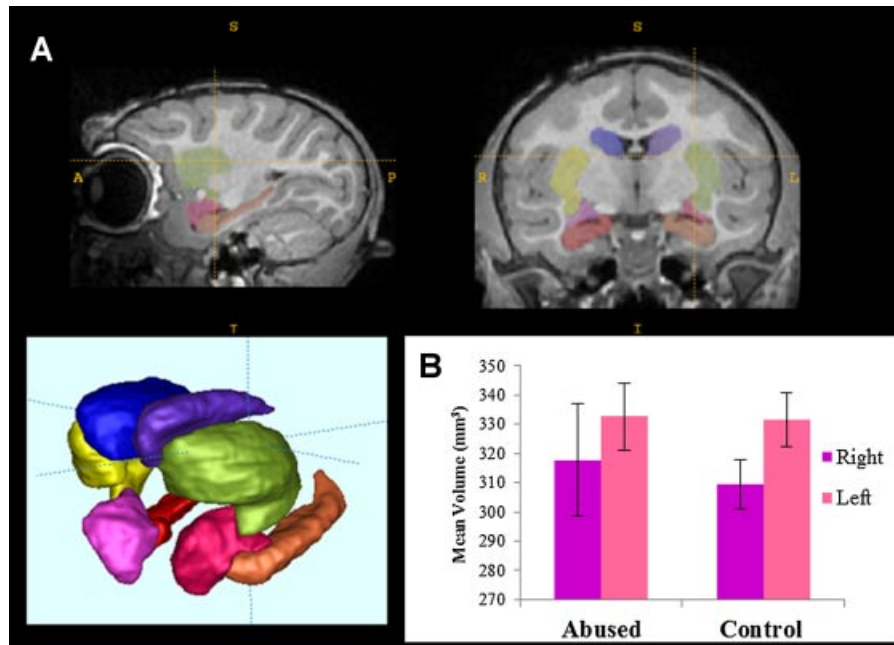 A
S
A
P
I
S
R
L
I
B
350
340
330
320
310
300
290
280
270
Mean Volume (mm³)
Abused
Control
Right
Left